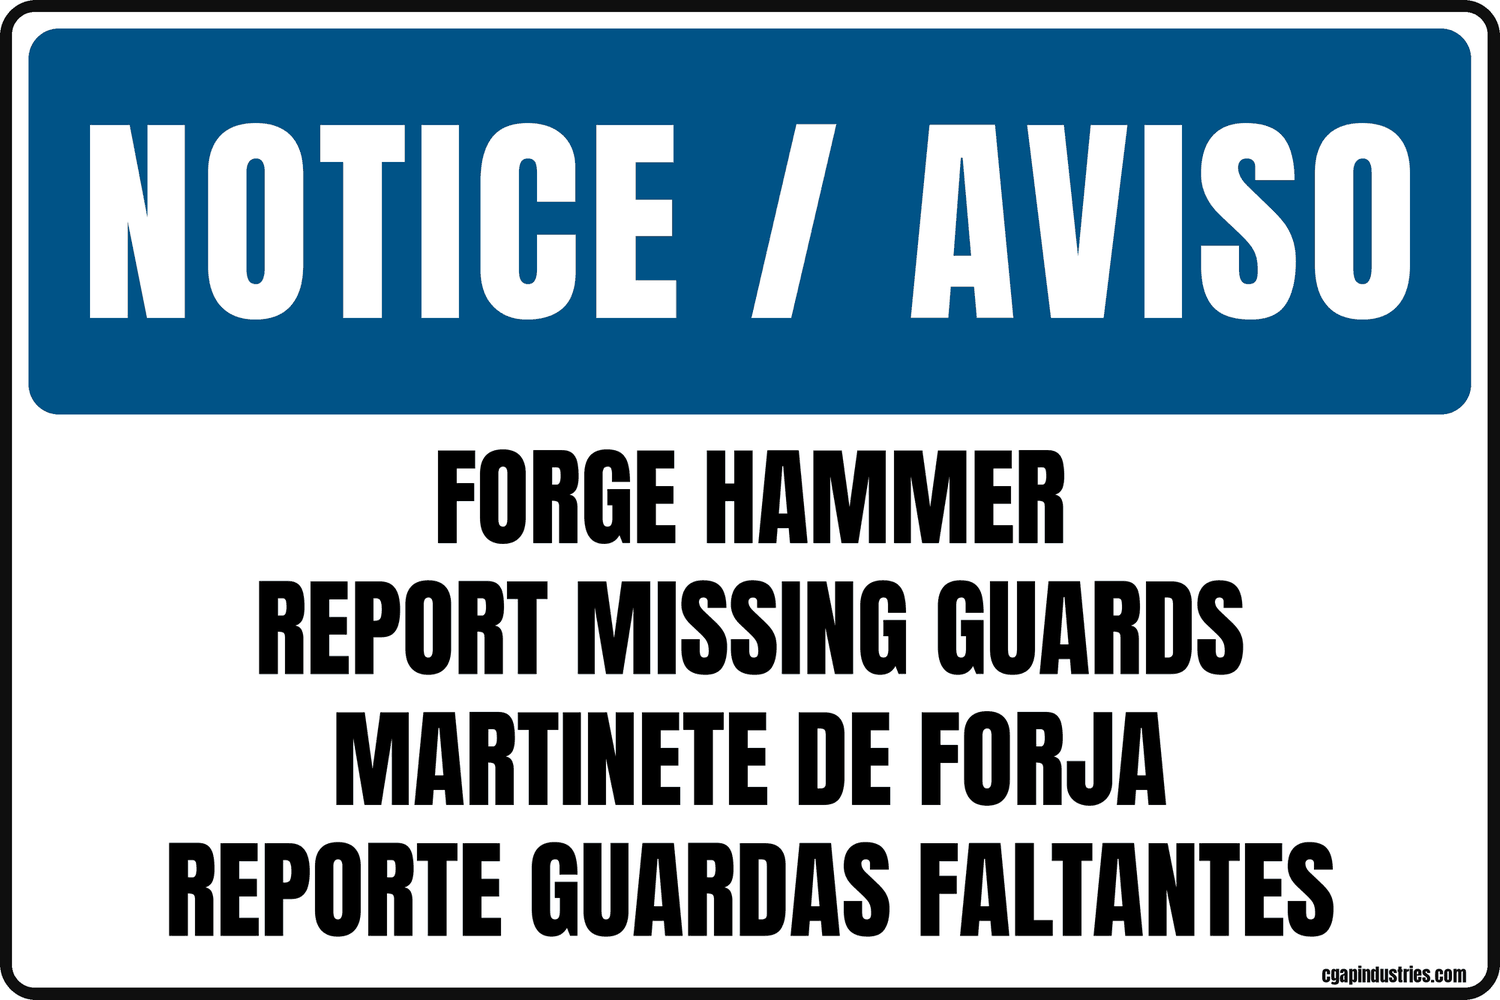 NOTICE / AVISO
FORGE HAMMER
REPORT MISSING GUARDS
MARTINETE DE FORJA
REPORTE GUARDAS FALTANTES
cgapindustries.com